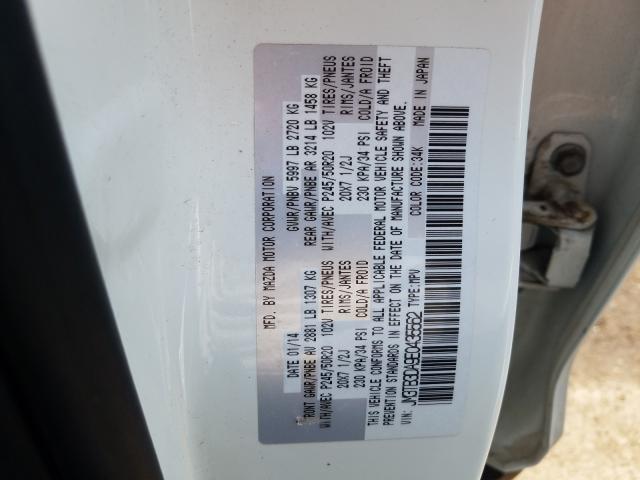 MFD. BY MAZDA MOTOR CORPORATION
DATE 01/14 GVWR/PNBV 5997 LB 2720 KG
FRONT GAWR/PNBE AV 2881 LB 1307 KG REAR GAWR/PNBE AR 3214 LB 1458 KG
WITH/AVEC P245/50R20 102V TIRES/PNEUS WITH/AVEC P245/50R20 102V TIRES/PNEUS
20X7 1/2J RIMS/JANTES 20X7 1/2J RIMS/JANTES
230 KPA/34 PSI COLD/A FROID 230 KPA/34 PSI COLD/A FROID
THIS VEHICLE CONFORMS TO ALL APPLICABLE FEDERAL MOTOR VEHICLE SAFETY AND THEFT
PREVENTION STANDARDS IN EFFECT ON THE DATE OF MANUFACTURE SHOWN ABOVE.
JM3TB3DA9E0435562 TYPE:MPV COLOR CODE:34K MADE IN JAPAN